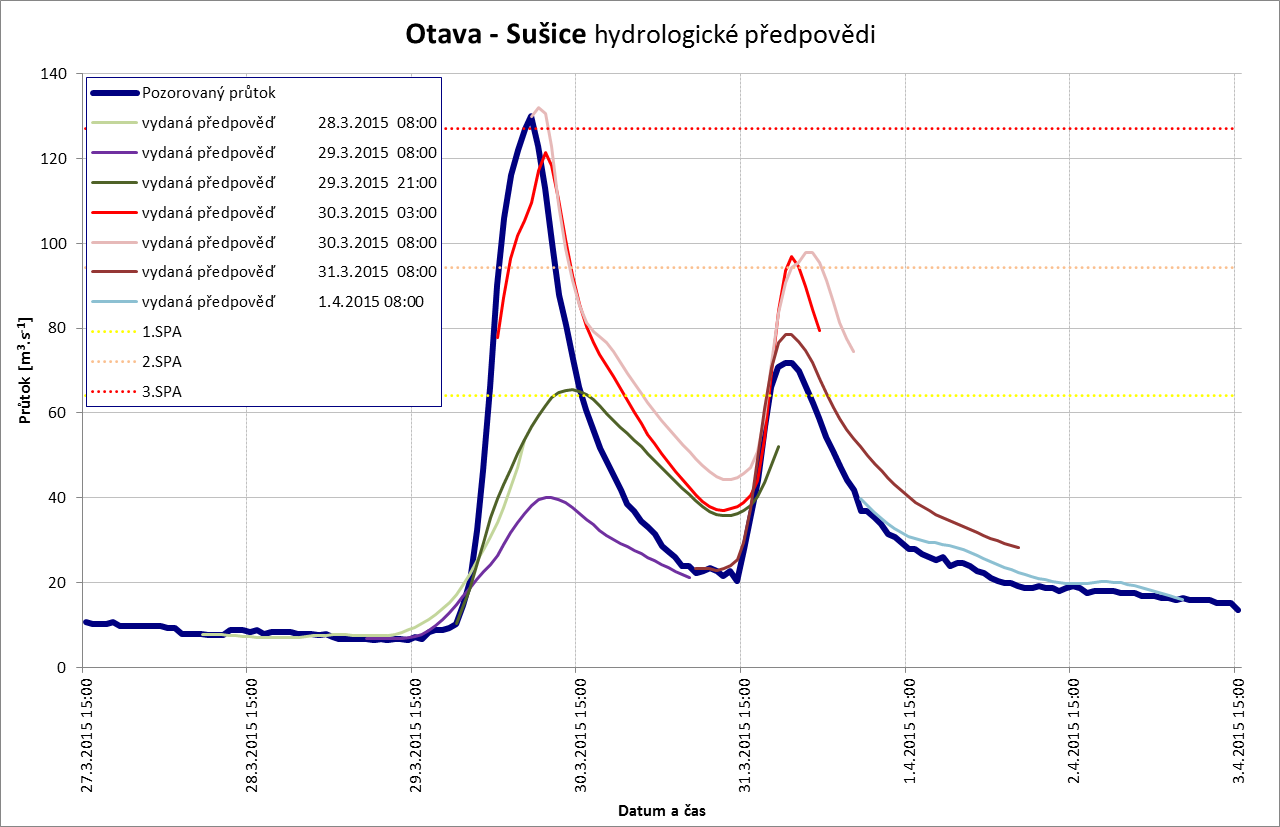 Otava - Sušice hydrologické předpovědi
Průtok [m³.s⁻¹]
140
120
100
80
60
40
20
0
Pozorovaný průtok
vydaná předpověď 28.3.2015 08:00
vydaná předpověď 29.3.2015 08:00
vydaná předpověď 29.3.2015 21:00
vydaná předpověď 30.3.2015 03:00
vydaná předpověď 30.3.2015 08:00
vydaná předpověď 31.3.2015 08:00
vydaná předpověď 1.4.2015 08:00
1.SPA
2.SPA
3.SPA
27.3.2015 15:00
28.3.2015 15:00
29.3.2015 15:00
30.3.2015 15:00
31.3.2015 15:00
1.4.2015 15:00
2.4.2015 15:00
3.4.2015 15:00
Datum a čas